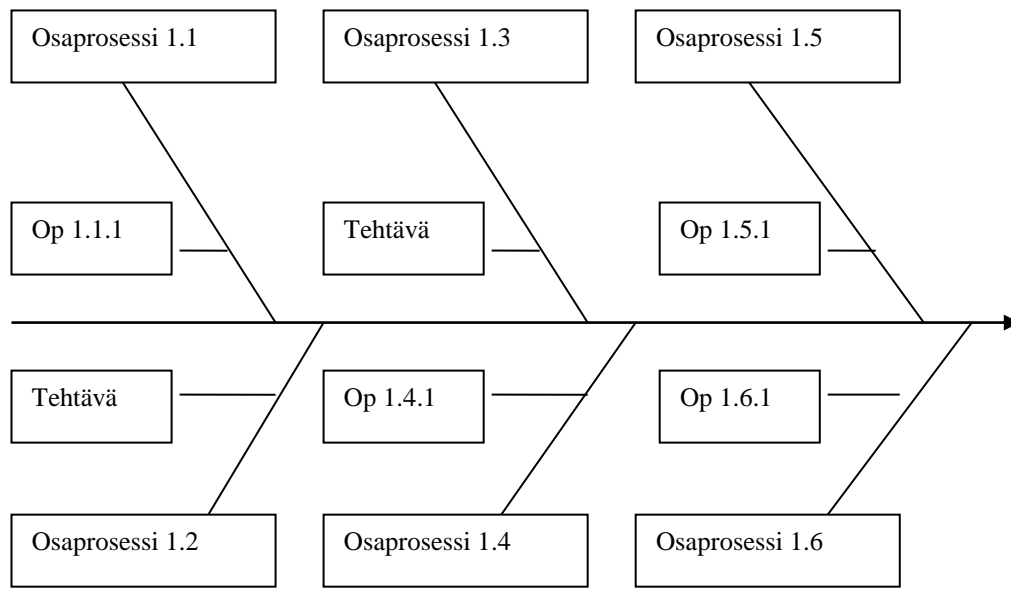 Osaprosessi 1.1
Osaprosessi 1.3
Osaprosessi 1.5
Op 1.1.1
Tehtävä
Op 1.5.1
Tehtävä
Op 1.4.1
Op 1.6.1
Osaprosessi 1.2
Osaprosessi 1.4
Osaprosessi 1.6